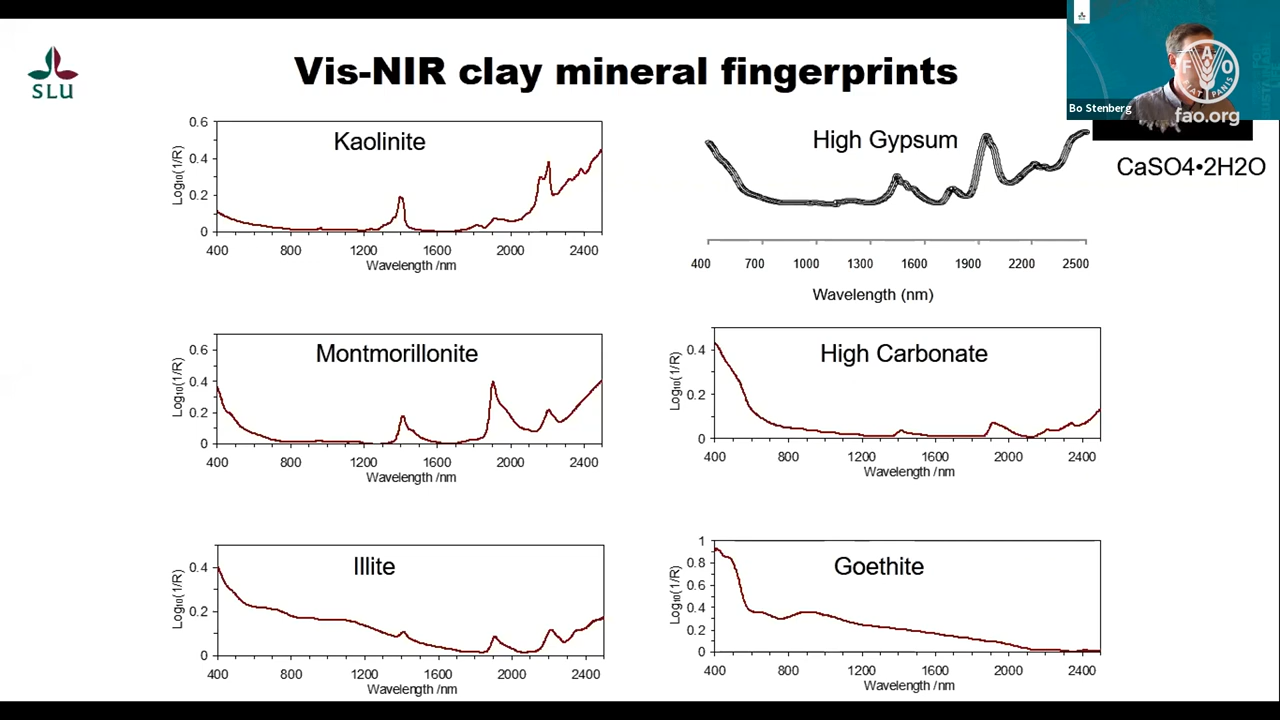 SLU
Vis-NIR clay mineral fingerprints
Bo Stenberg
FAO
FIAT PANIS
fao.org
Kaolinite
Log10(1/R)
0.6
0.4
0.2
0
400 800 1200 1600 2000 2400
Wavelength /nm
High Gypsum
CaSO4•2H2O
400 700 1000 1300 1600 1900 2200 2500
Wavelength (nm)
Montmorillonite
Log10(1/R)
0.6
0.4
0.2
0
400 800 1200 1600 2000 2400
Wavelength /nm
High Carbonate
Log10(1/R)
0.4
0.2
0
400 800 1200 1600 2000 2400
Wavelength /nm
Illite
Log10(1/R)
0.4
0.2
0
400 800 1200 1600 2000 2400
Wavelength /nm
Goethite
Log10(1/R)
1
0.8
0.6
0.4
0.2
0
400 800 1200 1600 2000 2400
Wavelength /nm